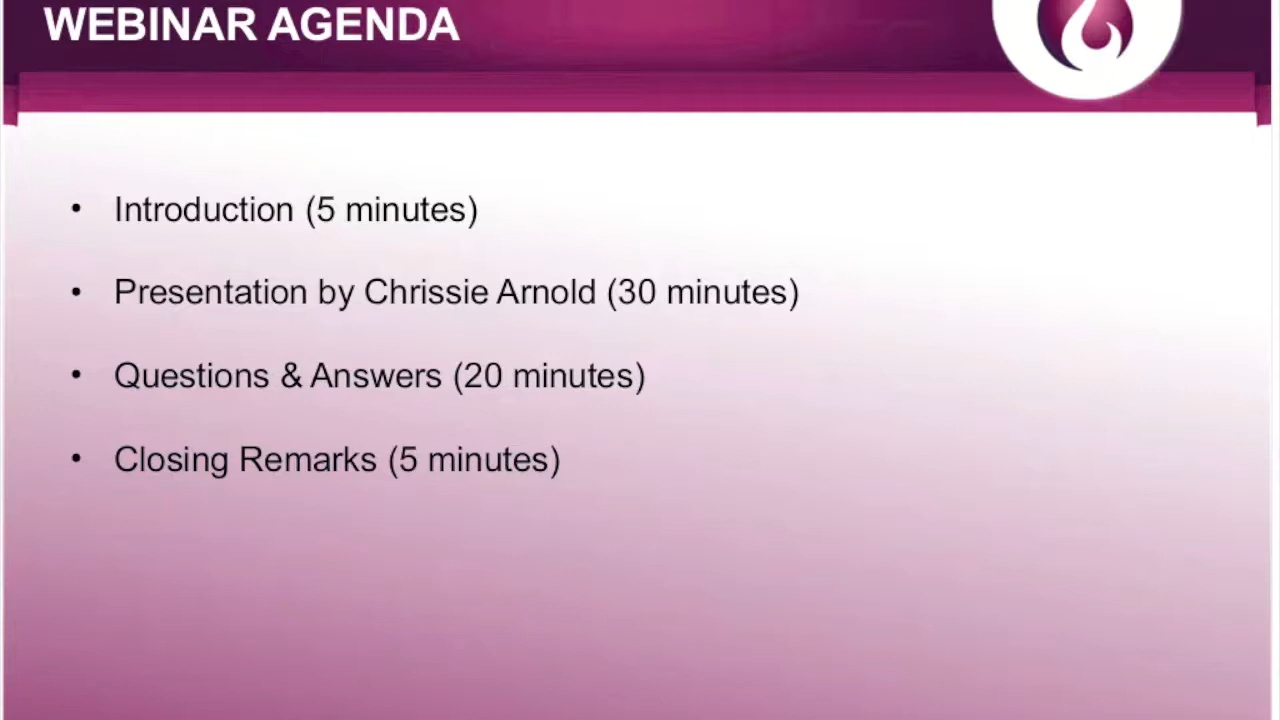 WEBINAR AGENDA
• Introduction (5 minutes)
• Presentation by Chrissie Arnold (30 minutes)
• Questions & Answers (20 minutes)
• Closing Remarks (5 minutes)